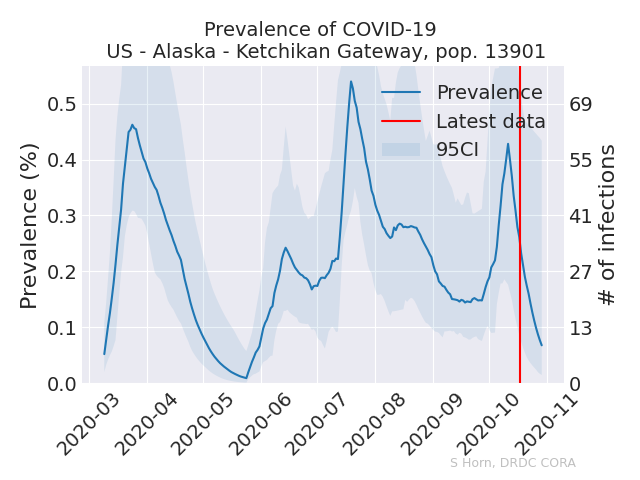 Prevalence of COVID-19
US - Alaska - Ketchikan Gateway, pop. 13901
Prevalence
Latest data
95CI
Prevalence (%)
0.5
0.4
0.3
0.2
0.1
0.0
69
55
41
27
13
0
# of infections
2020-03
2020-04
2020-05
2020-06
2020-07
2020-08
2020-09
2020-10
2020-11
S Horn, DRDC CORA